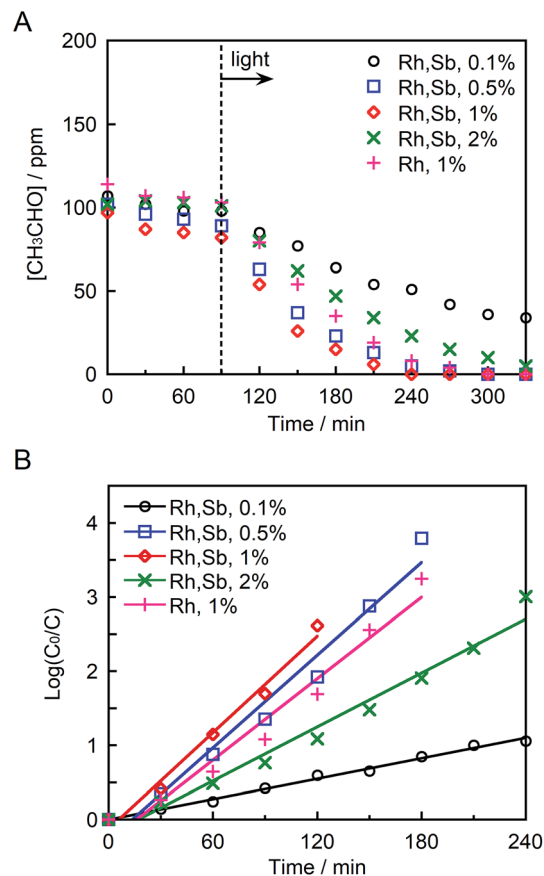 A
200
150
100
50
0
[CH₃CHO] / ppm
light
Rh,Sb, 0.1%
Rh,Sb, 0.5%
Rh,Sb, 1%
Rh,Sb, 2%
Rh, 1%
0 60 120 180 240 300
Time / min
B
4
3
2
1
0
Log(C₀/C)
Rh,Sb, 0.1%
Rh,Sb, 0.5%
Rh,Sb, 1%
Rh,Sb, 2%
Rh, 1%
0 60 120 180 240
Time / min